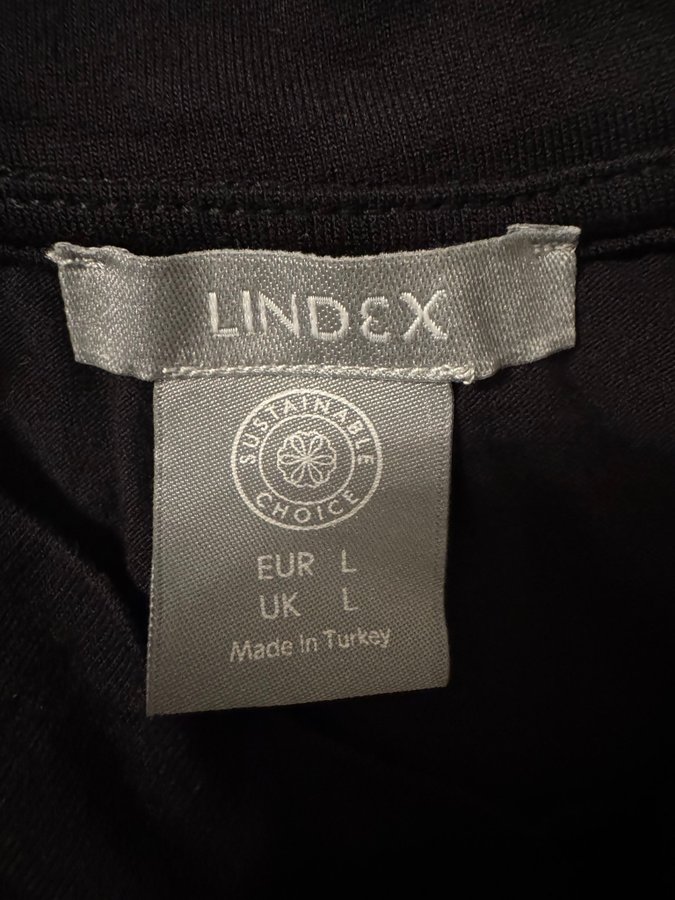 LINDEX
SUSTAINABLE
CHOICE
EUR L
UK L
Made in Turkey